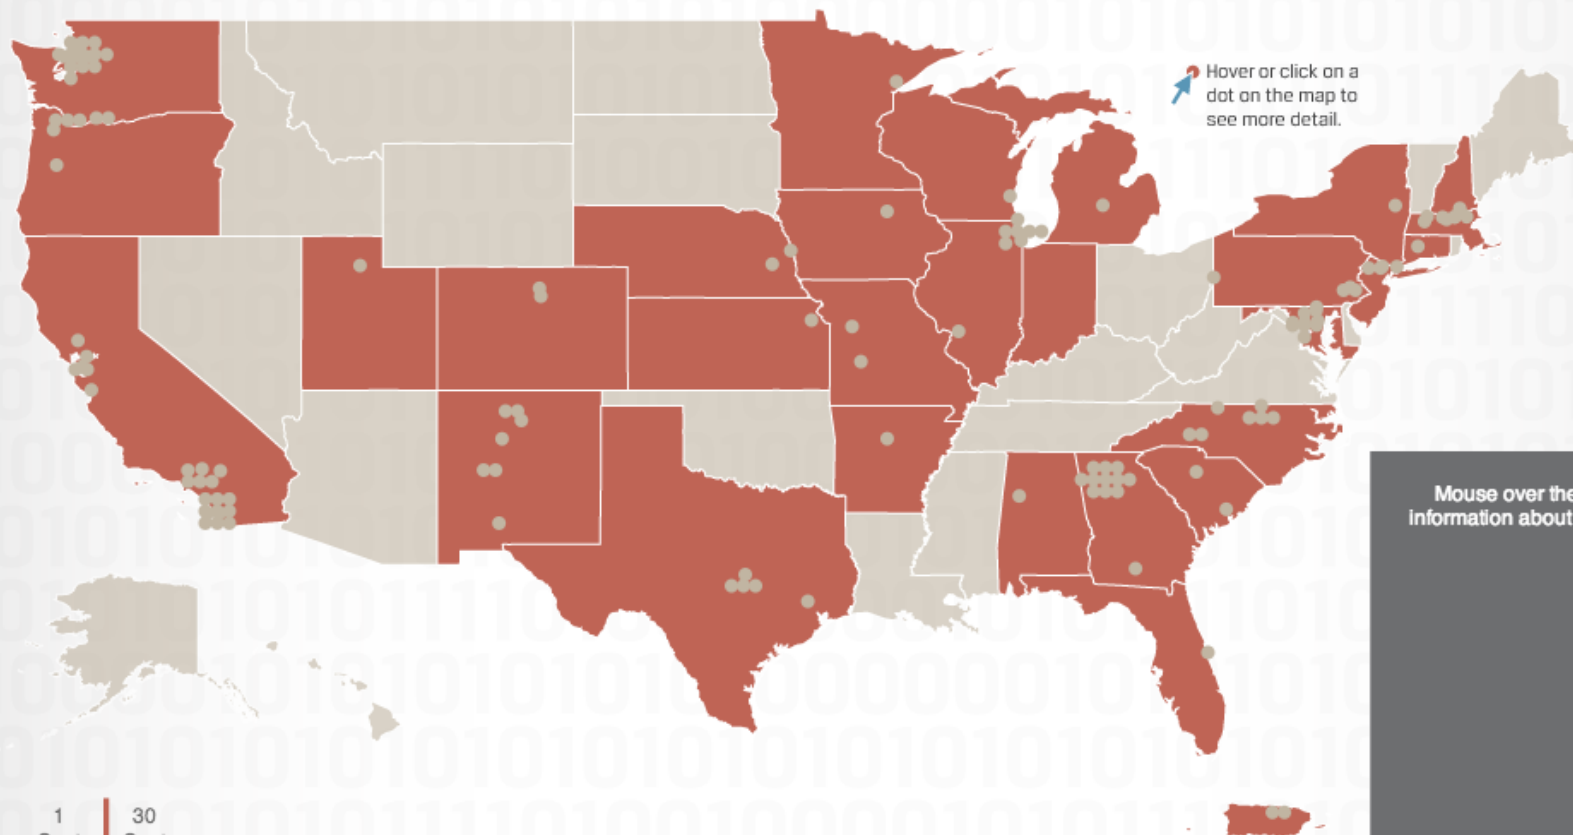 Hover or click on a
dot on the map to
see more detail.
Mouse over the
information about
1
30